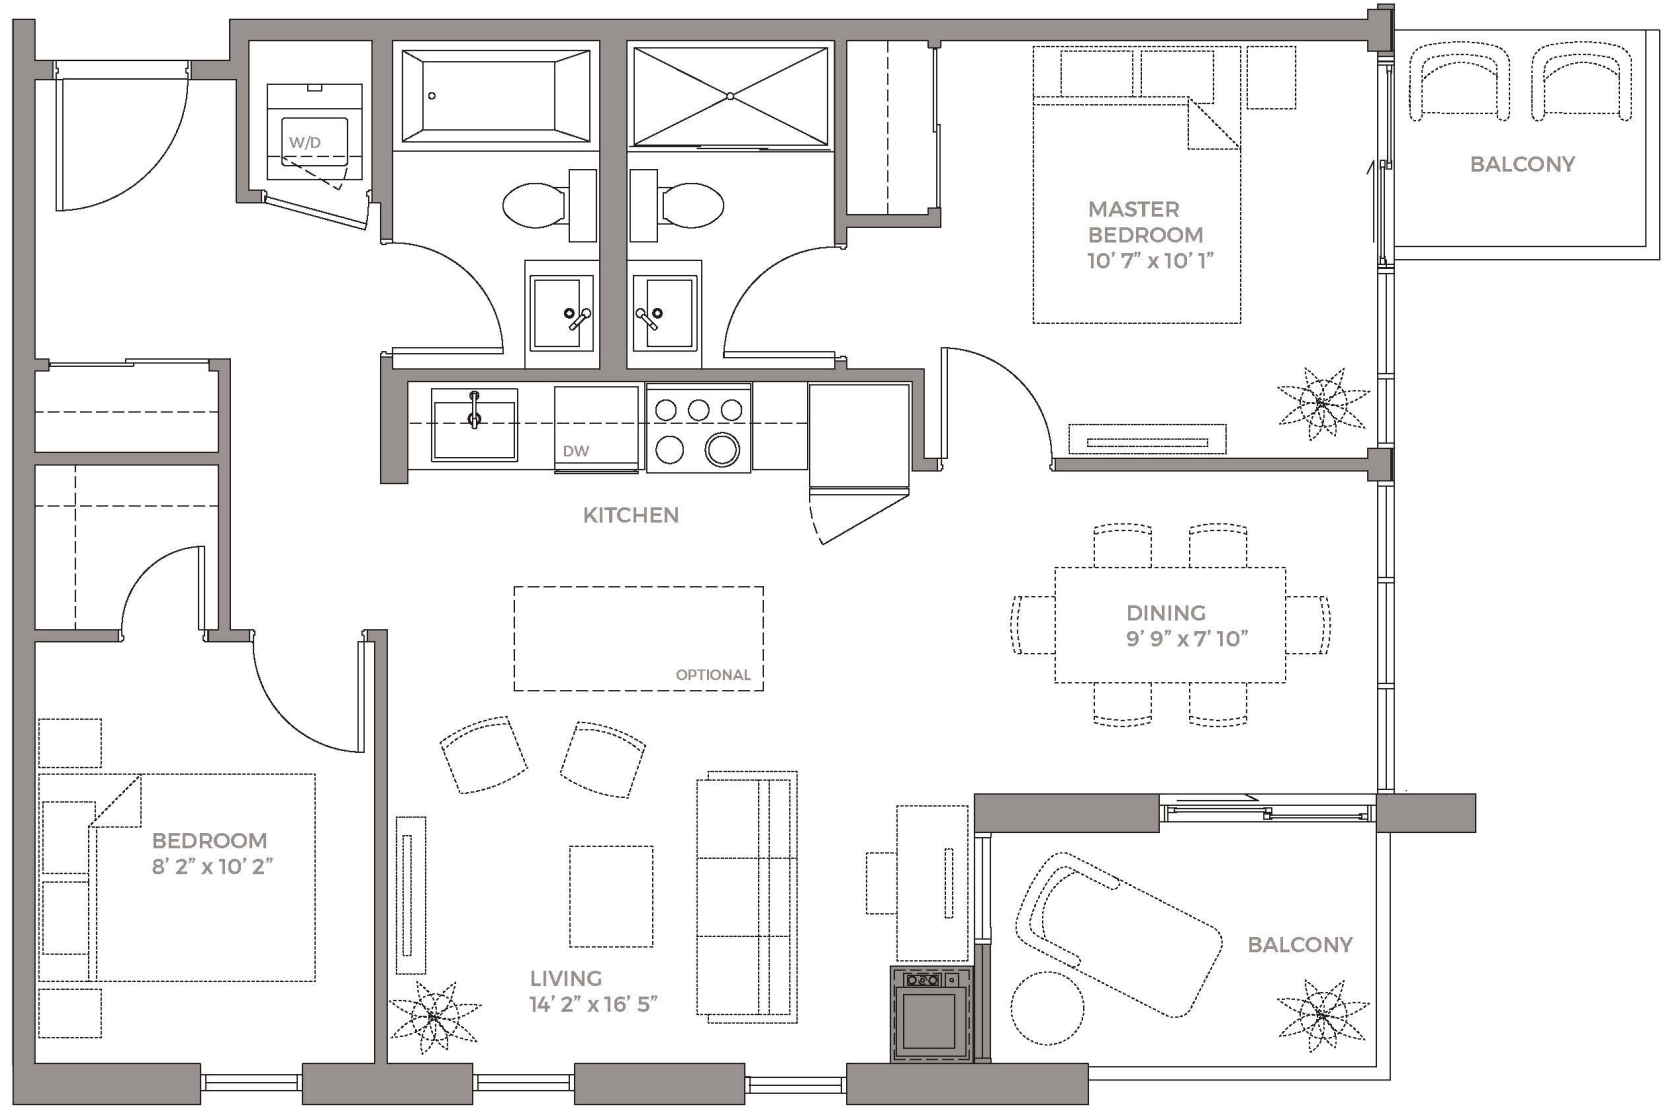 W/D
BALCONY
MASTER
BEDROOM
10' 7" x 10' 1"
DW
KITCHEN
DINING
9' 9" x 7' 10"
OPTIONAL
BEDROOM
8' 2" x 10' 2"
BALCONY
LIVING
14' 2" x 16' 5"